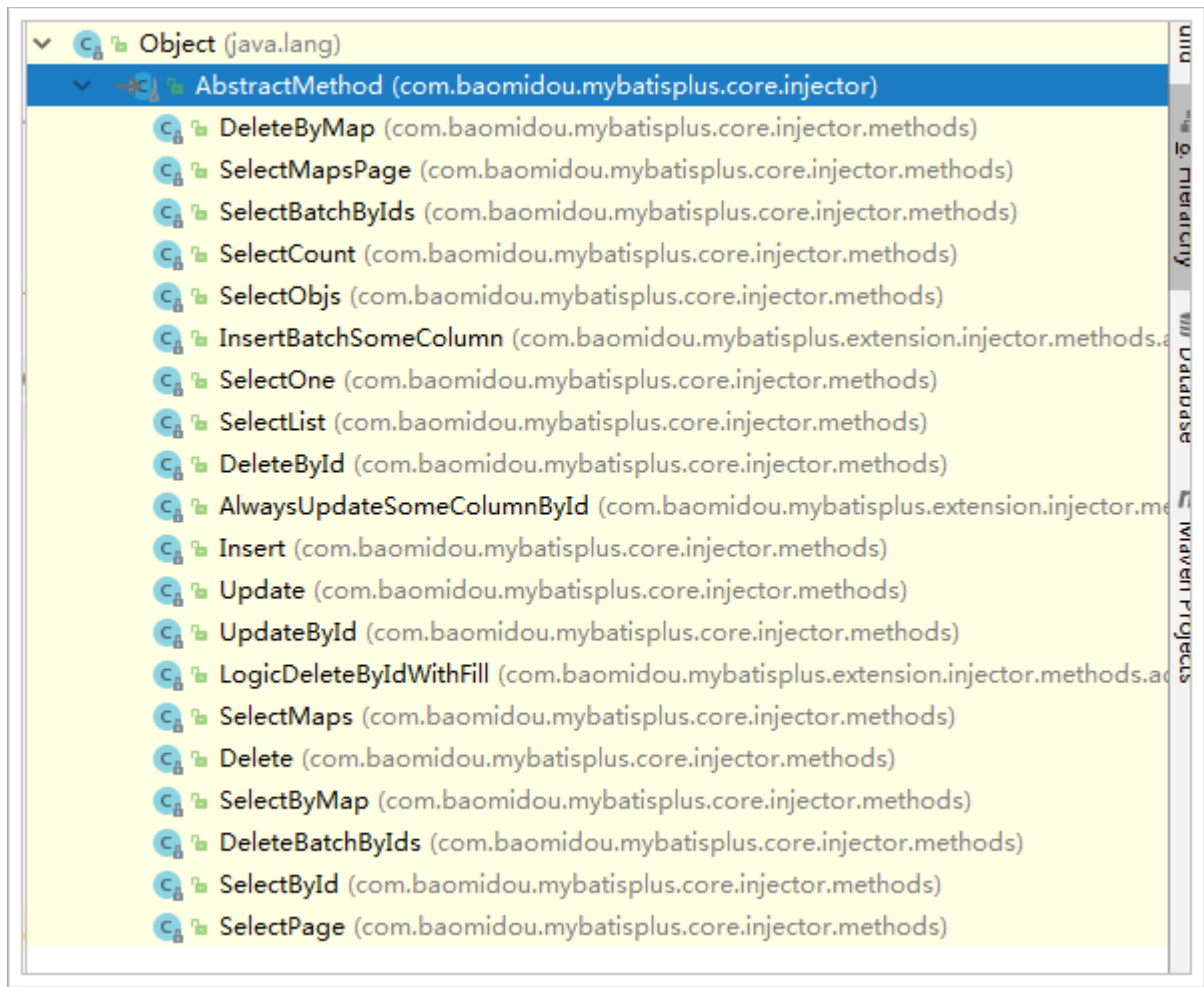 Object (java.lang)
AbstractMethod (com.baomidou.mybatisplus.core.injector)
DeleteByMap (com.baomidou.mybatisplus.core.injector.methods)
SelectMapsPage (com.baomidou.mybatisplus.core.injector.methods)
SelectBatchByIds (com.baomidou.mybatisplus.core.injector.methods)
SelectCount (com.baomidou.mybatisplus.core.injector.methods)
SelectObjs (com.baomidou.mybatisplus.core.injector.methods)
InsertBatchSomeColumn (com.baomidou.mybatisplus.extension.injector.methods.a
SelectOne (com.baomidou.mybatisplus.core.injector.methods)
SelectList (com.baomidou.mybatisplus.core.injector.methods)
DeleteById (com.baomidou.mybatisplus.core.injector.methods)
AlwaysUpdateSomeColumnById (com.baomidou.mybatisplus.extension.injector.me
Insert (com.baomidou.mybatisplus.core.injector.methods)
Update (com.baomidou.mybatisplus.core.injector.methods)
UpdateById (com.baomidou.mybatisplus.core.injector.methods)
LogicDeleteByIdWithFill (com.baomidou.mybatisplus.extension.injector.methods.ad
SelectMaps (com.baomidou.mybatisplus.core.injector.methods)
Delete (com.baomidou.mybatisplus.core.injector.methods)
SelectByMap (com.baomidou.mybatisplus.core.injector.methods)
DeleteBatchByIds (com.baomidou.mybatisplus.core.injector.methods)
SelectById (com.baomidou.mybatisplus.core.injector.methods)
SelectPage (com.baomidou.mybatisplus.core.injector.methods)
Hierarchy
Database
Maven Projects